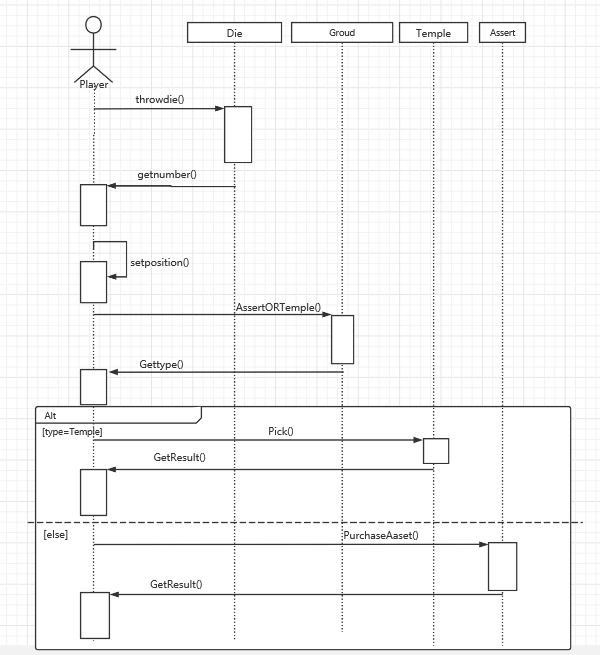 Die
Groud
Temple
Assert
Player
throwdie()
getnumber()
setposition()
AssertORTemple()
Gettype()
Alt
[type=Temple]
Pick()
GetResult()
[else]
PurchaseAaset()
GetResult()